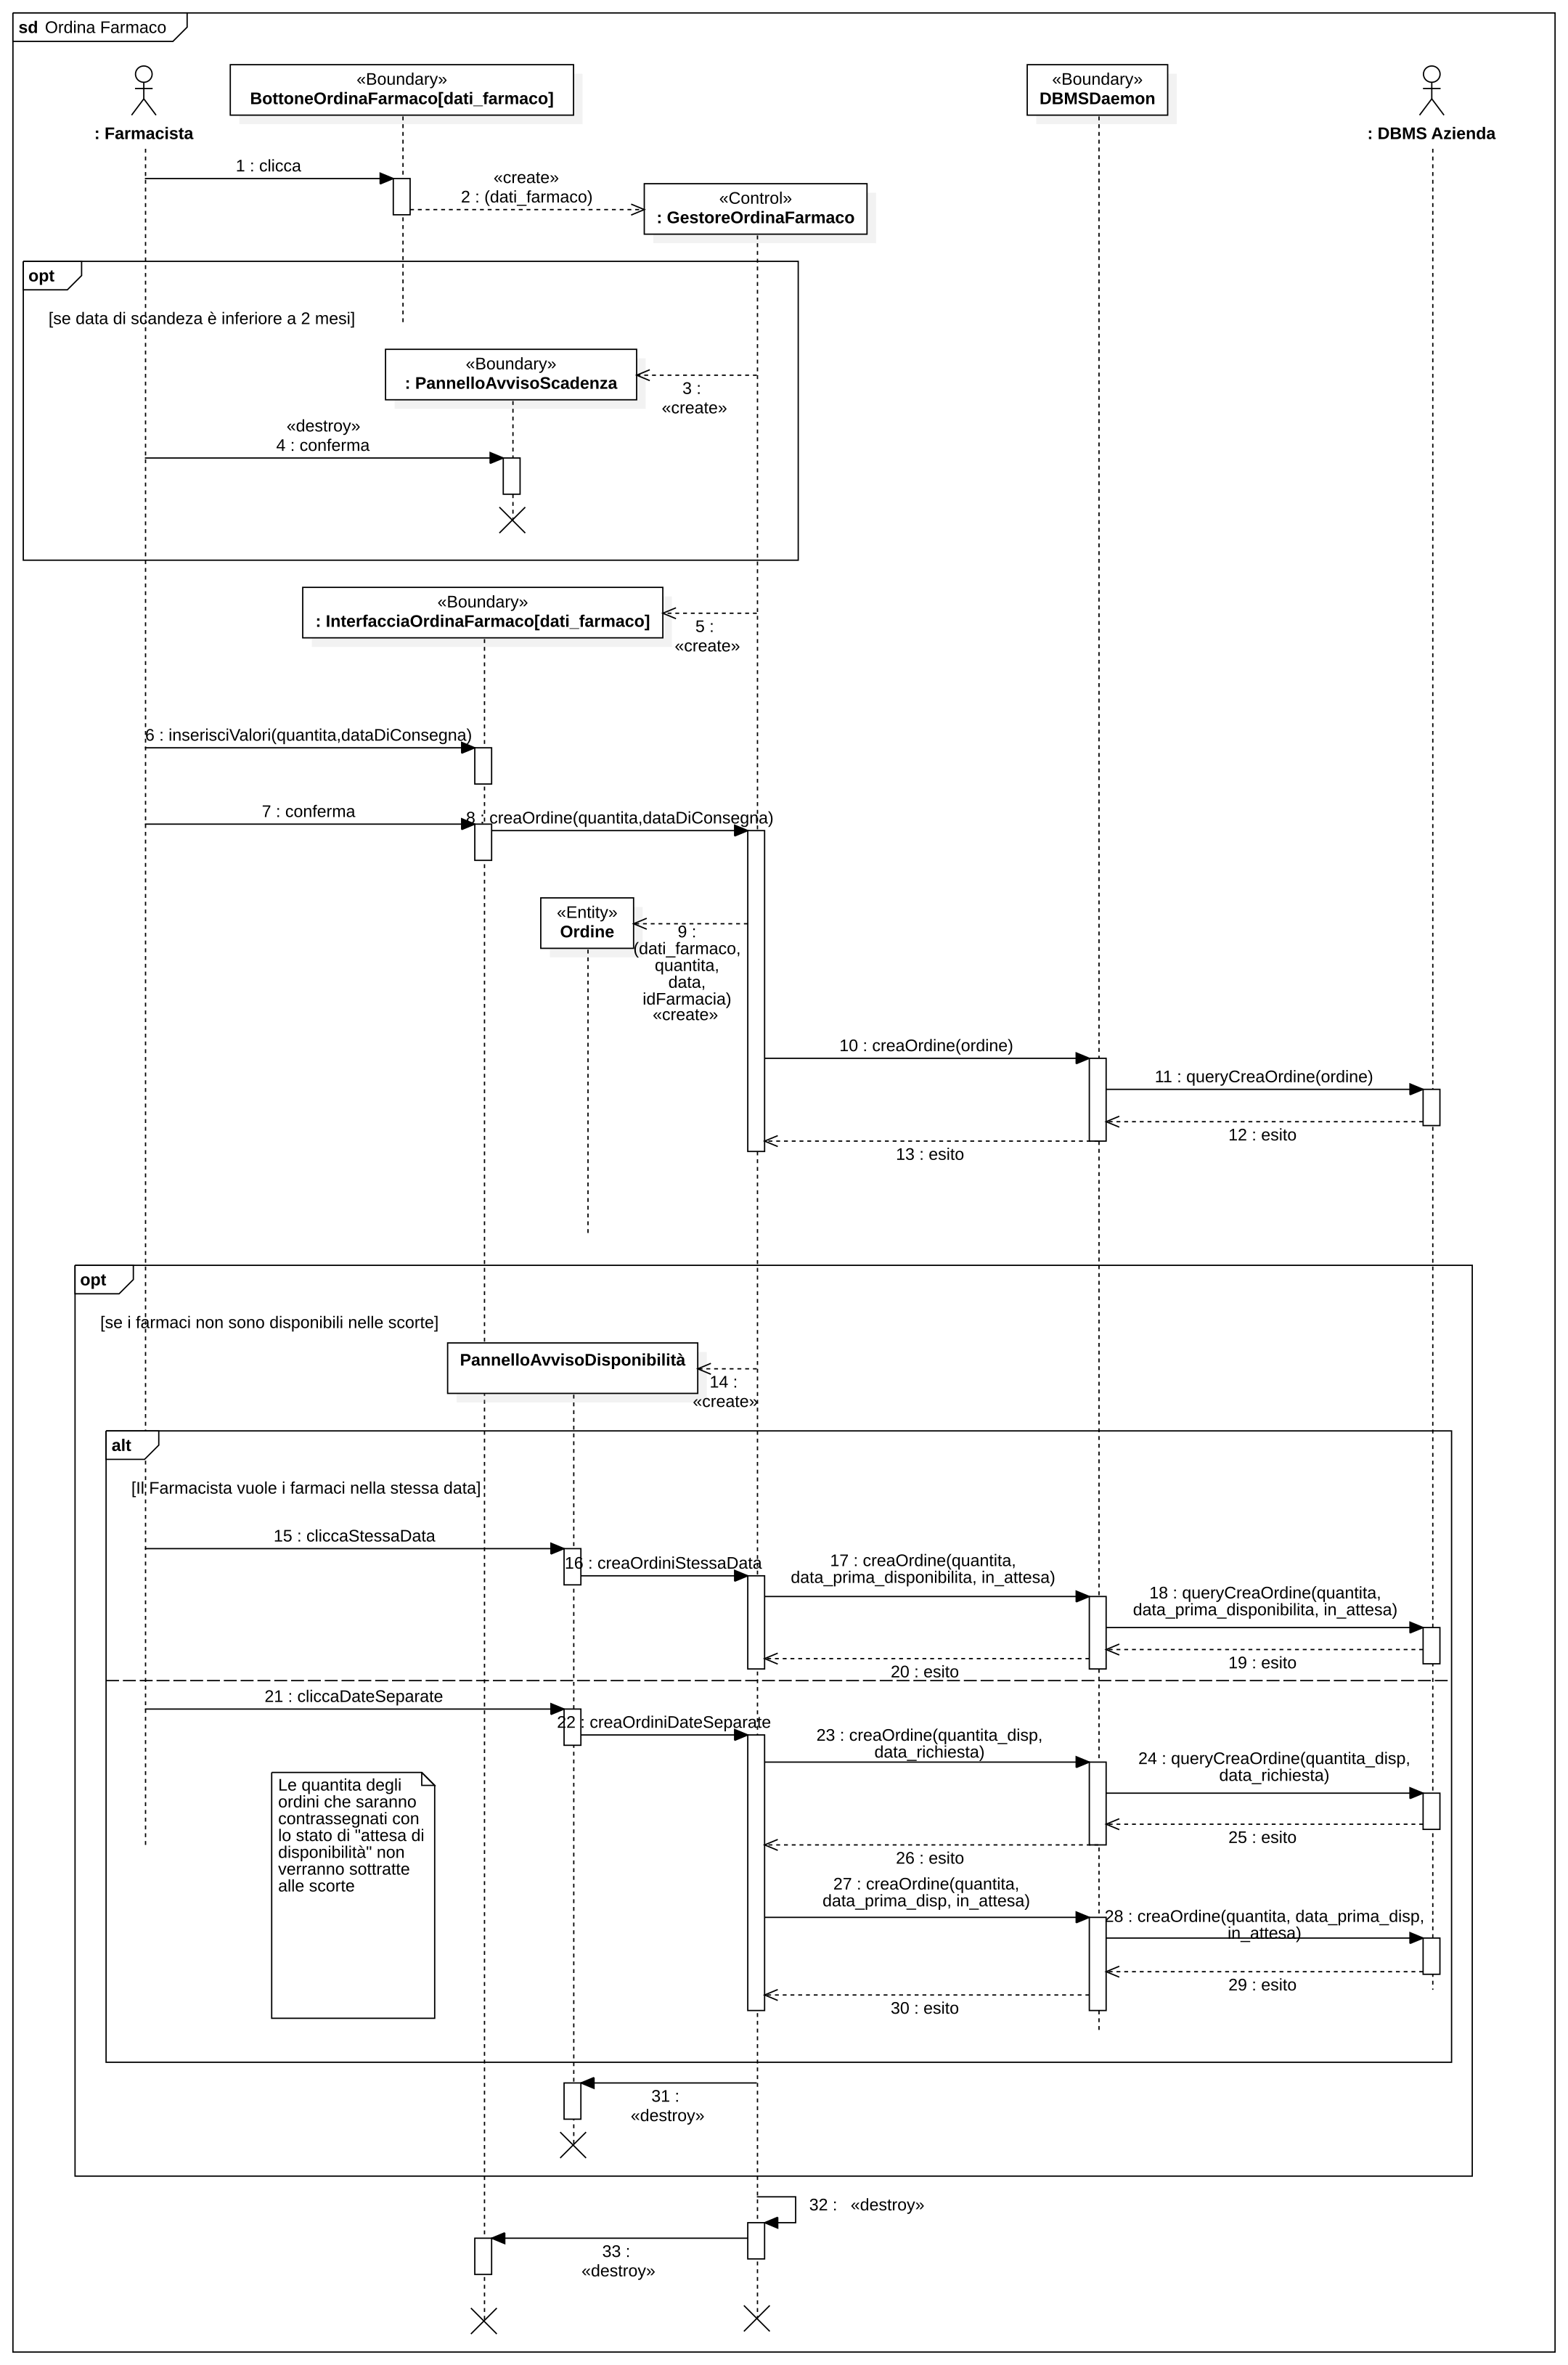 sd Ordina Farmaco
«Boundary»
BottoneOrdinaFarmaco[dati_farmaco]
«Boundary»
DBMSDaemon
: Farmacista
: DBMS Azienda
1 : clicca
«create»
2 : (dati_farmaco)
«Control»
: GestoreOrdinaFarmaco
opt
[se data di scandeza è inferiore a 2 mesi]
«Boundary»
: PannelloAvvisoScadenza
3 :
«create»
«destroy»
4 : conferma
«Boundary»
: InterfacciaOrdinaFarmaco[dati_farmaco]
5 :
«create»
6 : inserisciValori(quantita,dataDiConsegna)
7 : conferma
8 : creaOrdine(quantita,dataDiConsegna)
«Entity»
Ordine
9 :
(dati_farmaco,
quantita,
data,
idFarmacia)
«create»
10 : creaOrdine(ordine)
11 : queryCreaOrdine(ordine)
12 : esito
13 : esito
opt
[se i farmaci non sono disponibili nelle scorte]
PannelloAvvisoDisponibilità
14 :
«create»
alt
[Il Farmacista vuole i farmaci nella stessa data]
15 : cliccaStessaData
16 : creaOrdiniStessaData
17 : creaOrdine(quantita,
data_prima_disponibilita, in_attesa)
18 : queryCreaOrdine(quantita,
data_prima_disponibilita, in_attesa)
19 : esito
20 : esito
21 : cliccaDateSeparate
22 : creaOrdiniDateSeparate
23 : creaOrdine(quantita_disp,
data_richiesta)
24 : queryCreaOrdine(quantita_disp,
data_richiesta)
Le quantita degli
ordini che saranno
contrassegnati con
lo stato di "attesa di
disponibilità" non
verranno sottratte
alle scorte
25 : esito
26 : esito
27 : creaOrdine(quantita,
data_prima_disp, in_attesa)
28 : creaOrdine(quantita, data_prima_disp,
in_attesa)
29 : esito
30 : esito
31 :
«destroy»
32 : «destroy»
33 :
«destroy»